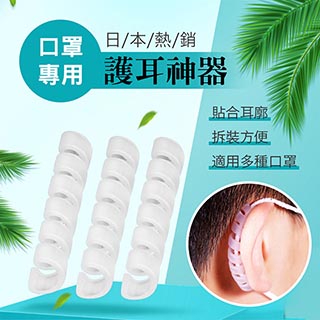 口罩
專用
日/本/熱/銷
護耳神器
貼合耳廓
拆裝方便
適用多種口罩